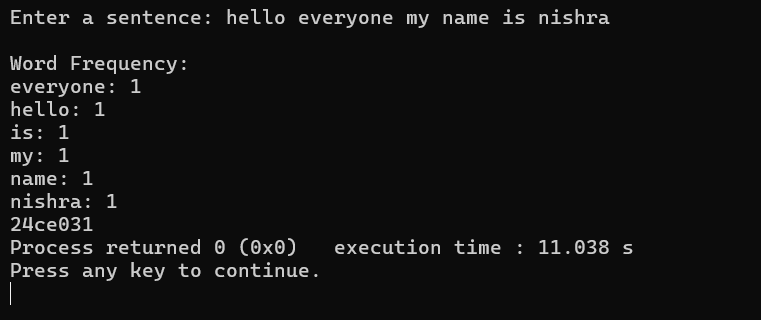 Enter a sentence: hello everyone my name is nishra
Word Frequency:
everyone: 1
hello: 1
is: 1
my: 1
name: 1
nishra: 1
24ce031
Process returned 0 (0x0)   execution time : 11.038 s
Press any key to continue.